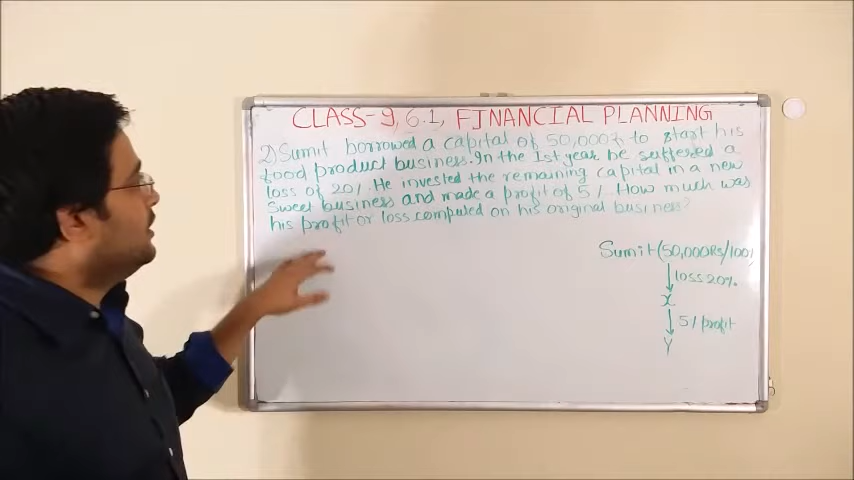 CLASS-9, 6.1, FINANCIAL PLANNING
2) Sumit borrowed a capital of 50,000₹ to start his
food product business. In the 1st year he suffered a
loss of 20%. He invested the remaining capital in a new
Sweet business and made a profit of 5%. How much was
his profit or loss computed on his original business?
Sumit (50,000Rs/100%
loss 20%
X
5% profit
Y